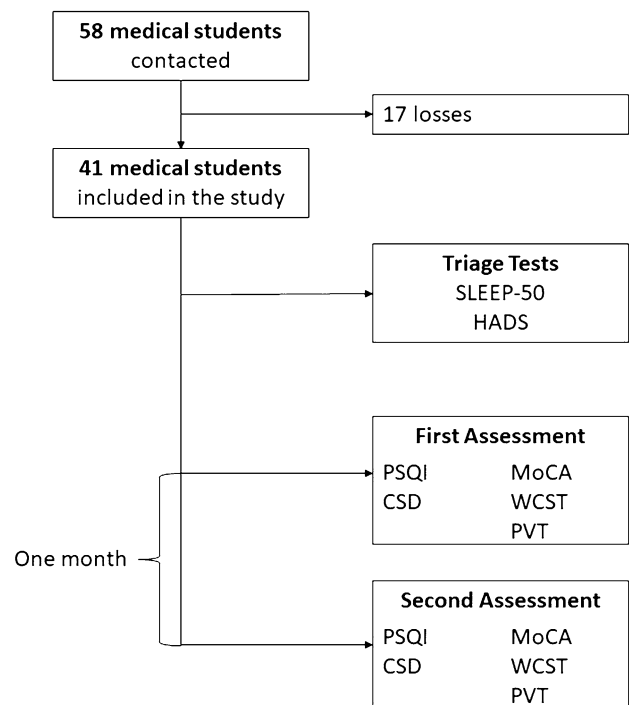 58 medical students
contacted
17 losses
41 medical students
included in the study
Triage Tests
SLEEP-50
HADS
First Assessment
PSQI MoCA
CSD WCST
PVT
One month
Second Assessment
PSQI MoCA
CSD WCST
PVT